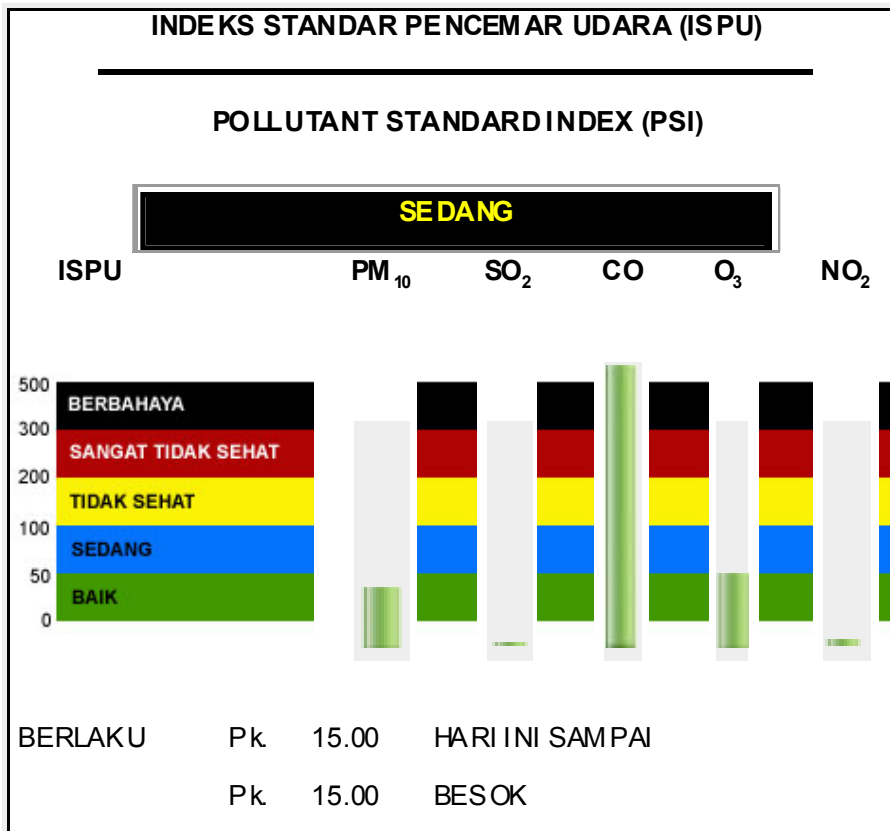 INDEKS STANDAR PENCEMAR UDARA (ISPU)
POLLUTANT STANDARD INDEX (PSI)
SEDANG
ISPU PM10 SO2 CO O3 NO2
500
BERBAHAYA
300
SANGAT TIDAK SEHAT
200
TIDAK SEHAT
100
SEDANG
50
BAIK
0
BERLAKU Pk. 15.00 HARI INI SAMPAI
Pk. 15.00 BESOK